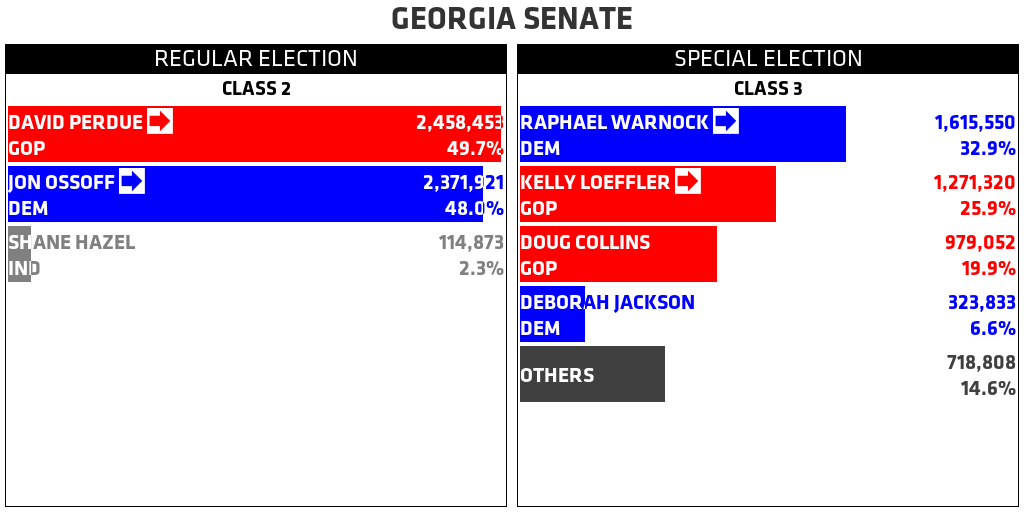 GEORGIA SENATE
REGULAR ELECTION
CLASS 2
DAVID PERDUE 2,458,453
GOP 49.7%
JON OSSOFF 2,371,921
DEM 48.0%
SHANE HAZEL 114,873
IND 2.3%
SPECIAL ELECTION
CLASS 3
RAPHAEL WARNOCK 1,615,550
DEM 32.9%
KELLY LOEFFLER 1,271,320
GOP 25.9%
DOUG COLLINS 979,052
GOP 19.9%
DEBORAH JACKSON 323,833
DEM 6.6%
OTHERS 718,808
14.6%